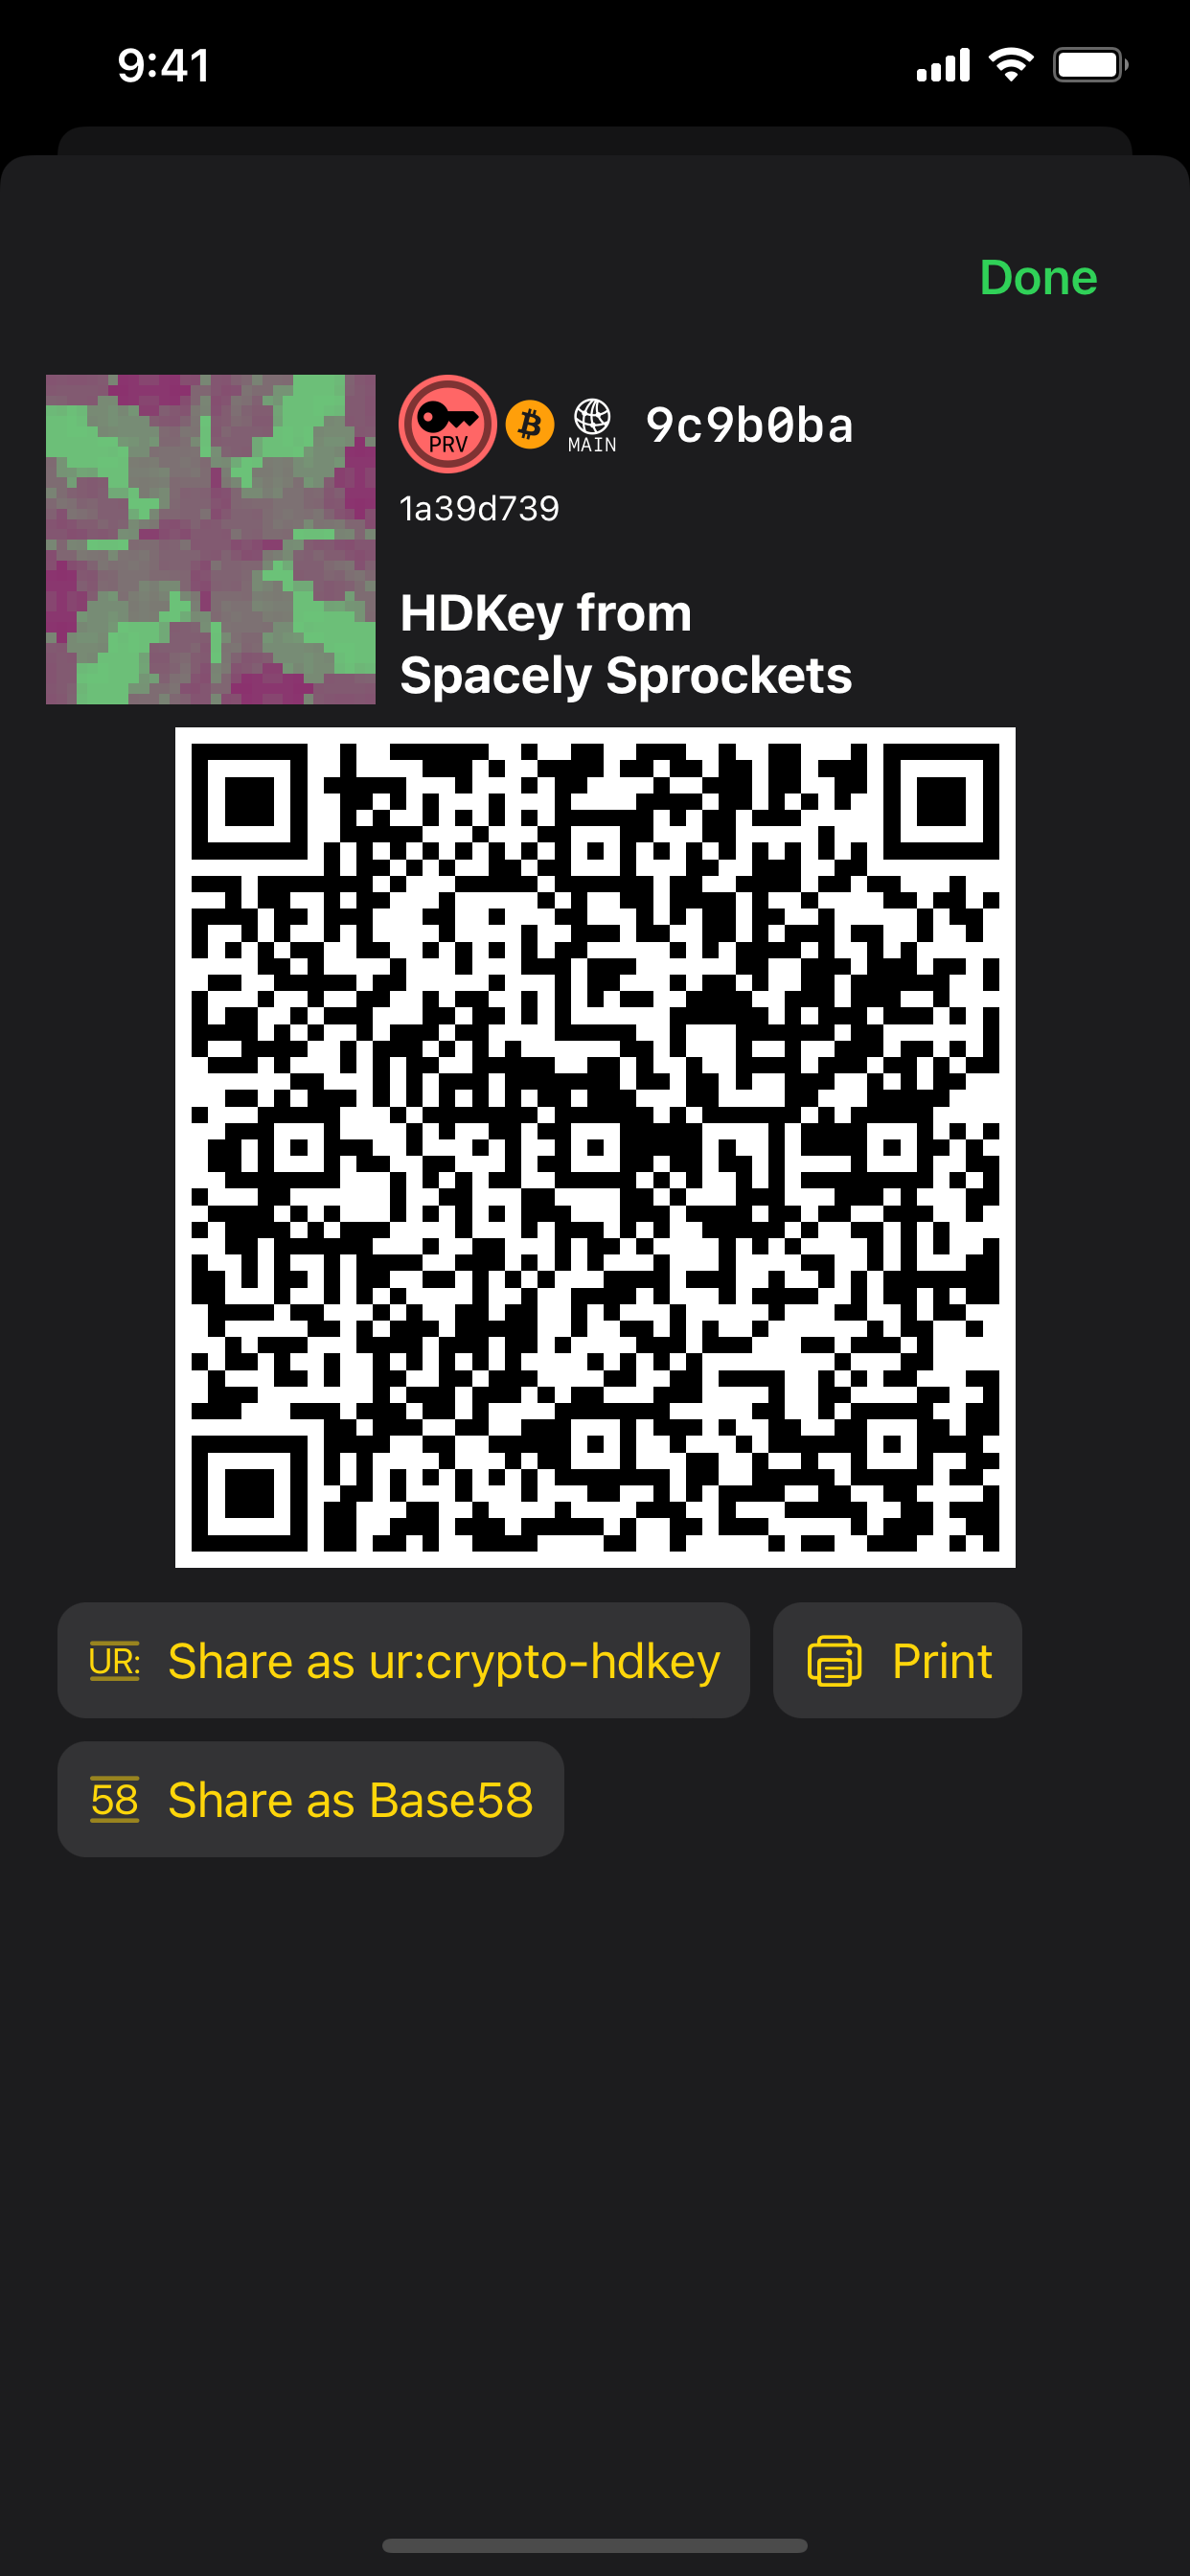 9:41
Done
PRV
MAIN
9c9b0ba
1a39d739
HDKey from
Spacely Sprockets
UR: Share as ur:crypto-hdkey
Print
58 Share as Base58